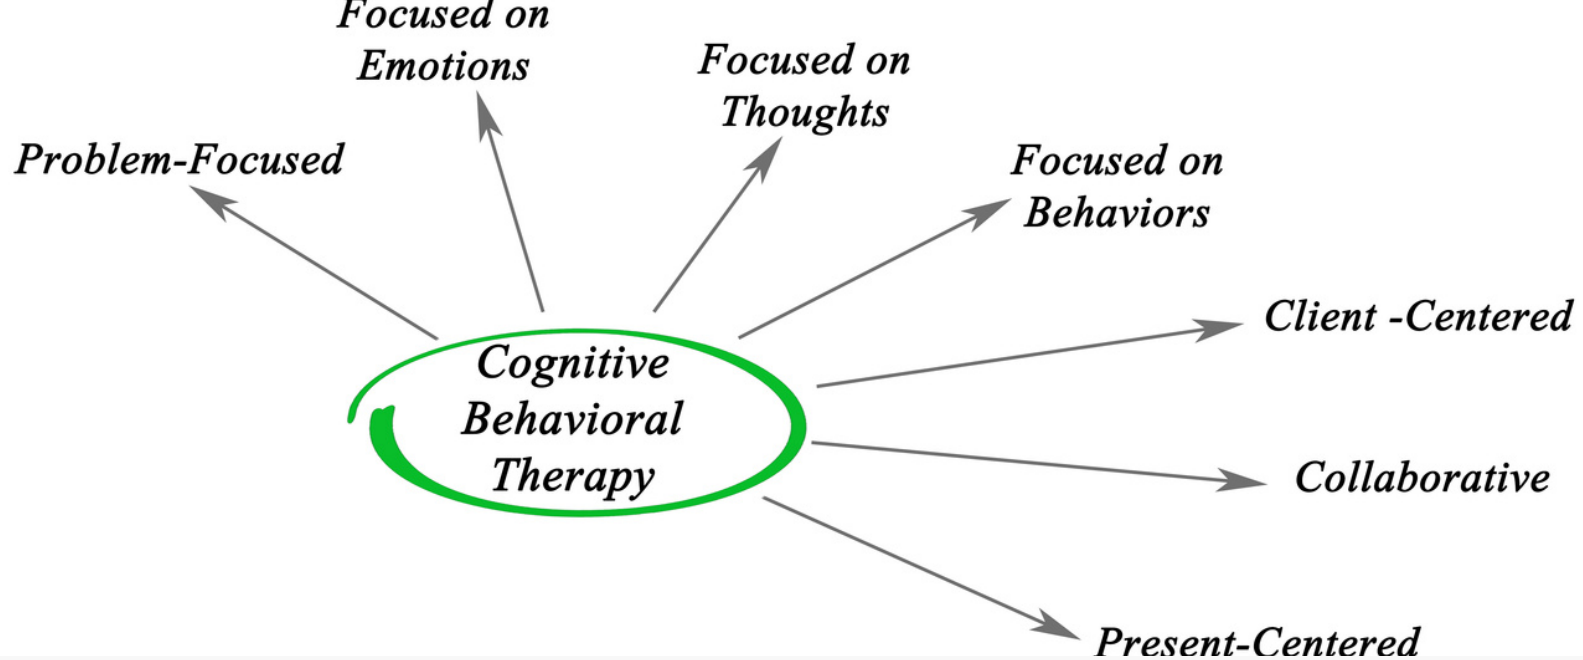 Focused on
Emotions
Focused on
Thoughts
Problem-Focused
Focused on
Behaviors
Client -Centered
Cognitive
Behavioral
Therapy
Collaborative
Present-Centered